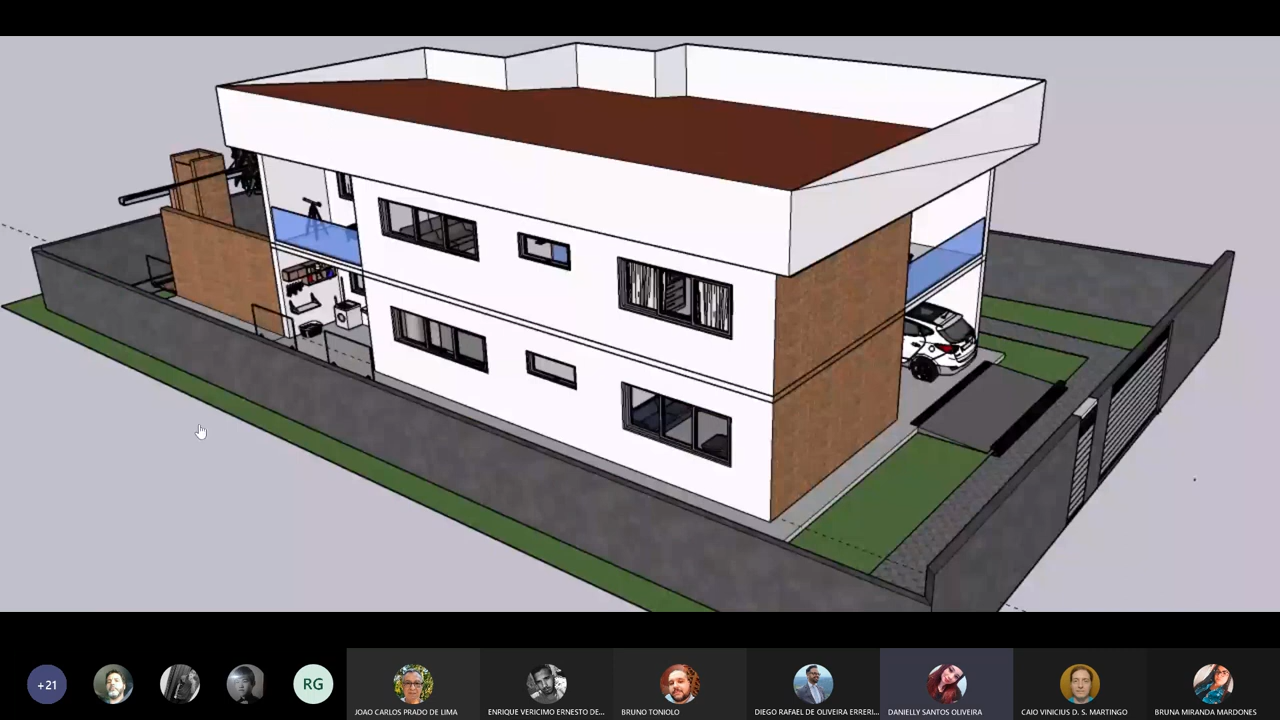 +21
RG
JOAO CARLOS PRADO DE LIMA
ENRIQUE VERICIMO ERNESTO DE...
BRUNO TONIOLO
DIEGO RAFAEL DE OLIVEIRA ERRERI...
DANIELLY SANTOS OLIVEIRA
CAIO VINICIUS D. S. MARTINGO
BRUNA MIRANDA MARDONES